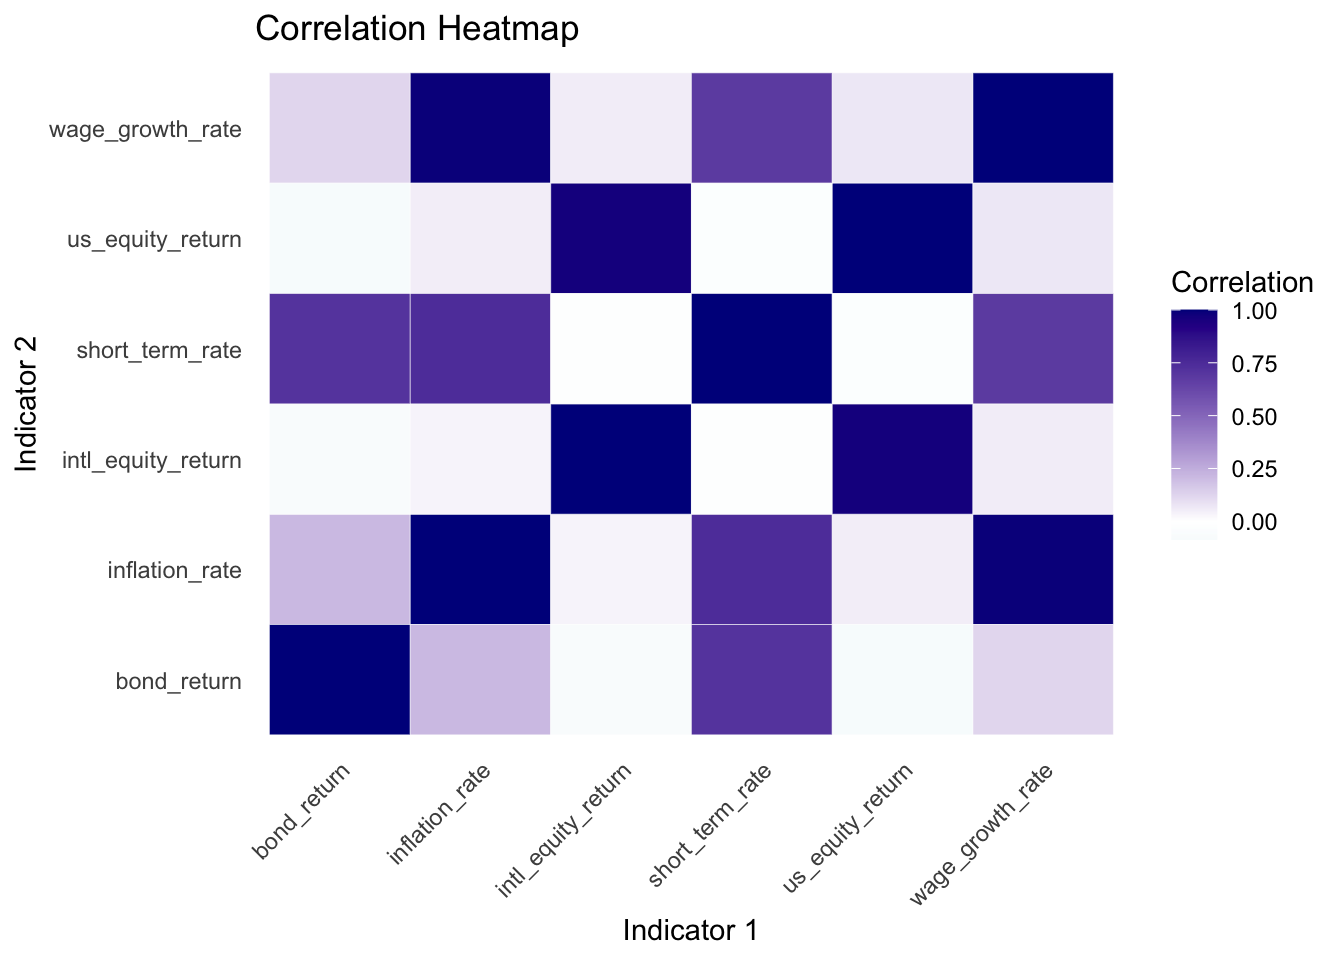 Correlation Heatmap
wage_growth_rate
us_equity_return
short_term_rate
intl_equity_return
inflation_rate
bond_return
Indicator 2
bond_return
inflation_rate
intl_equity_return
short_term_rate
us_equity_return
wage_growth_rate
Indicator 1
Correlation
1.00
0.75
0.50
0.25
0.00